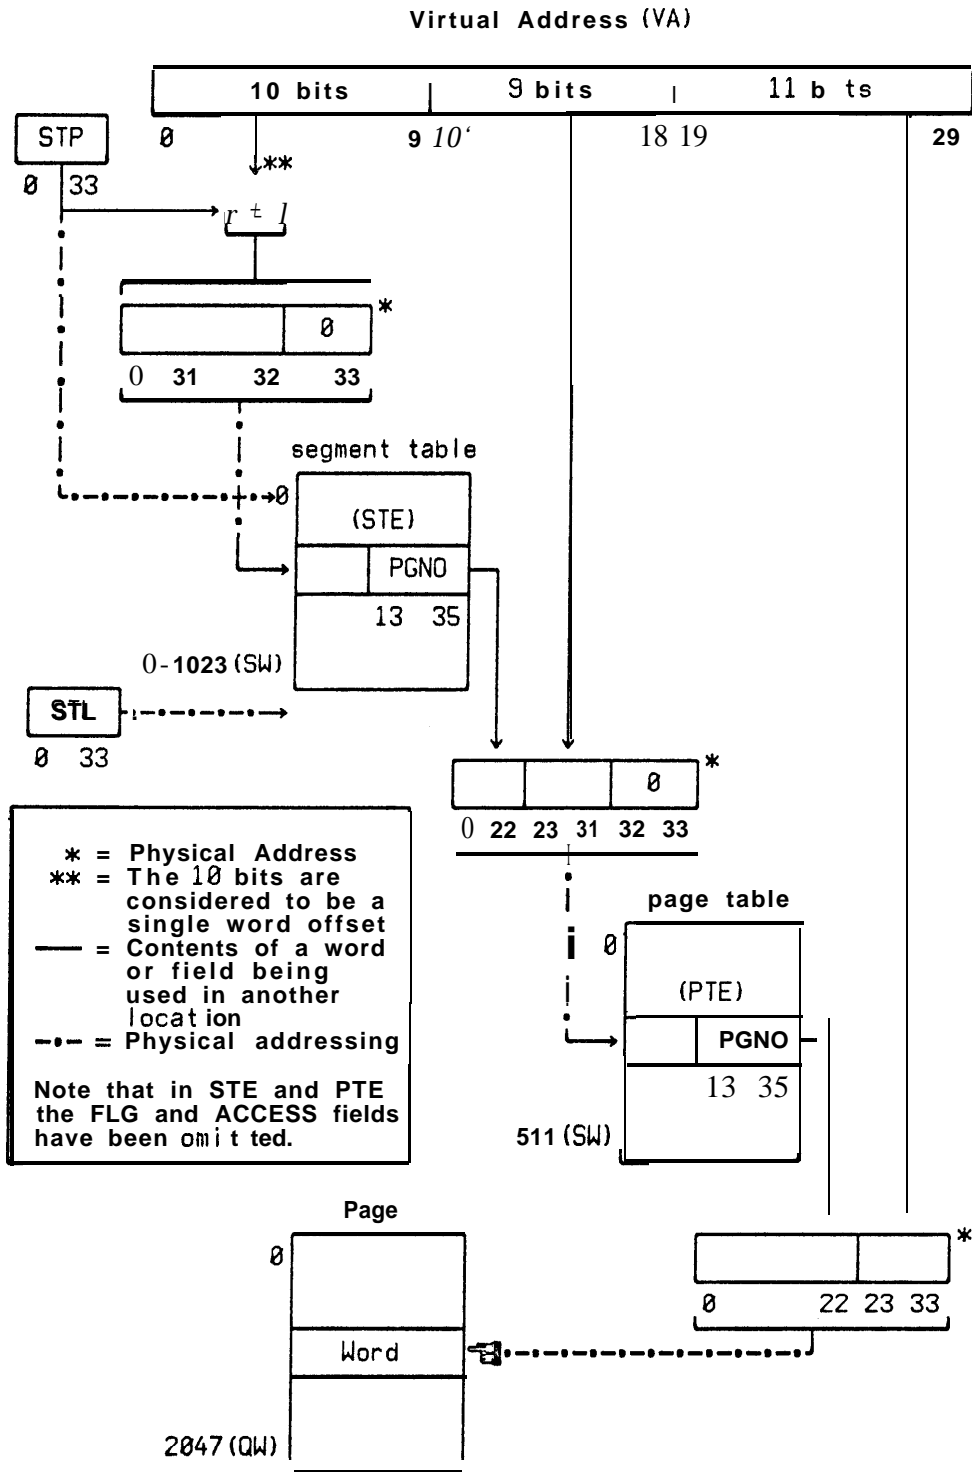 Virtual Address (VA)
10 bits 9 bits 11 b ts
STP
0 9 10' 18 19 29
0 33
**
r ± l
*
0
0 31 32 33
segment table
0
(STE)
PGNO
13 35
0-1023 (SW)
STL
0 33
*
0
0 22 23 31 32 33
* = Physical Address
** = The 10 bits are
considered to be a
single word offset
= Contents of a word
or field being
used in another
location
= Physical addressing
Note that in STE and PTE
the FLG and ACCESS fields
have been omi t ted.
page table
0
(PTE)
PGNO
13 35
511 (SW)
Page
0
*
0 22 23 33
Word
2047 (QW)